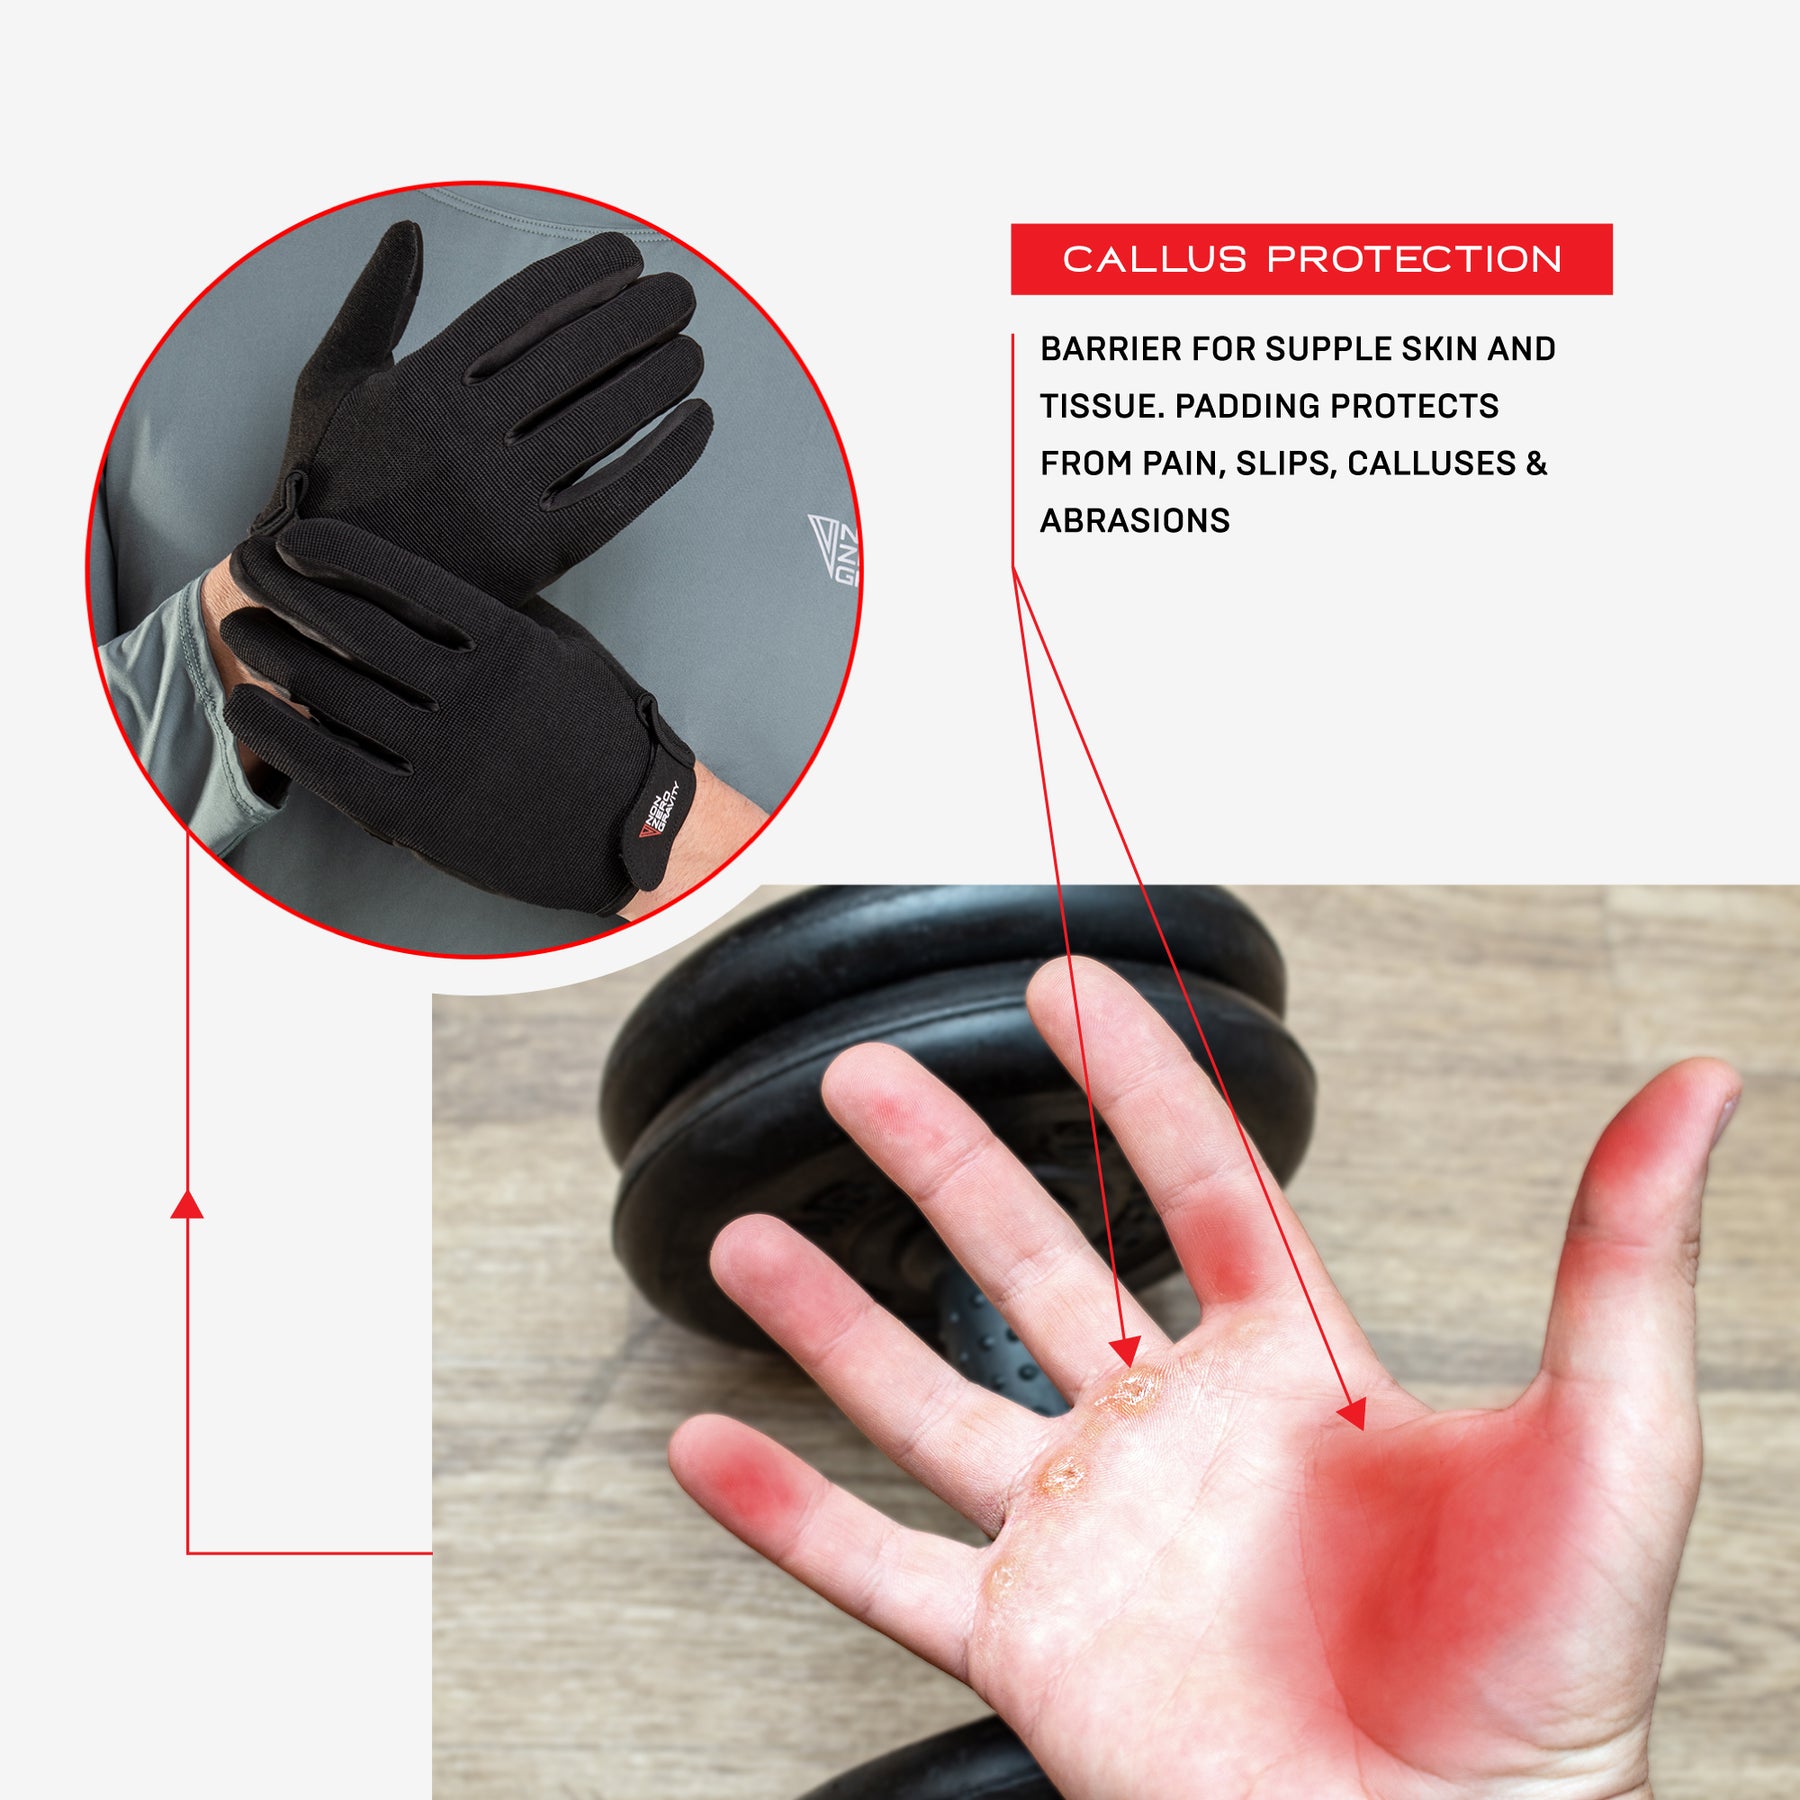 CALLUS PROTECTION
BARRIER FOR SUPPLE SKIN AND
TISSUE. PADDING PROTECTS
FROM PAIN, SLIPS, CALLUSES &
ABRASIONS
NON
ZERO
GRAVITY